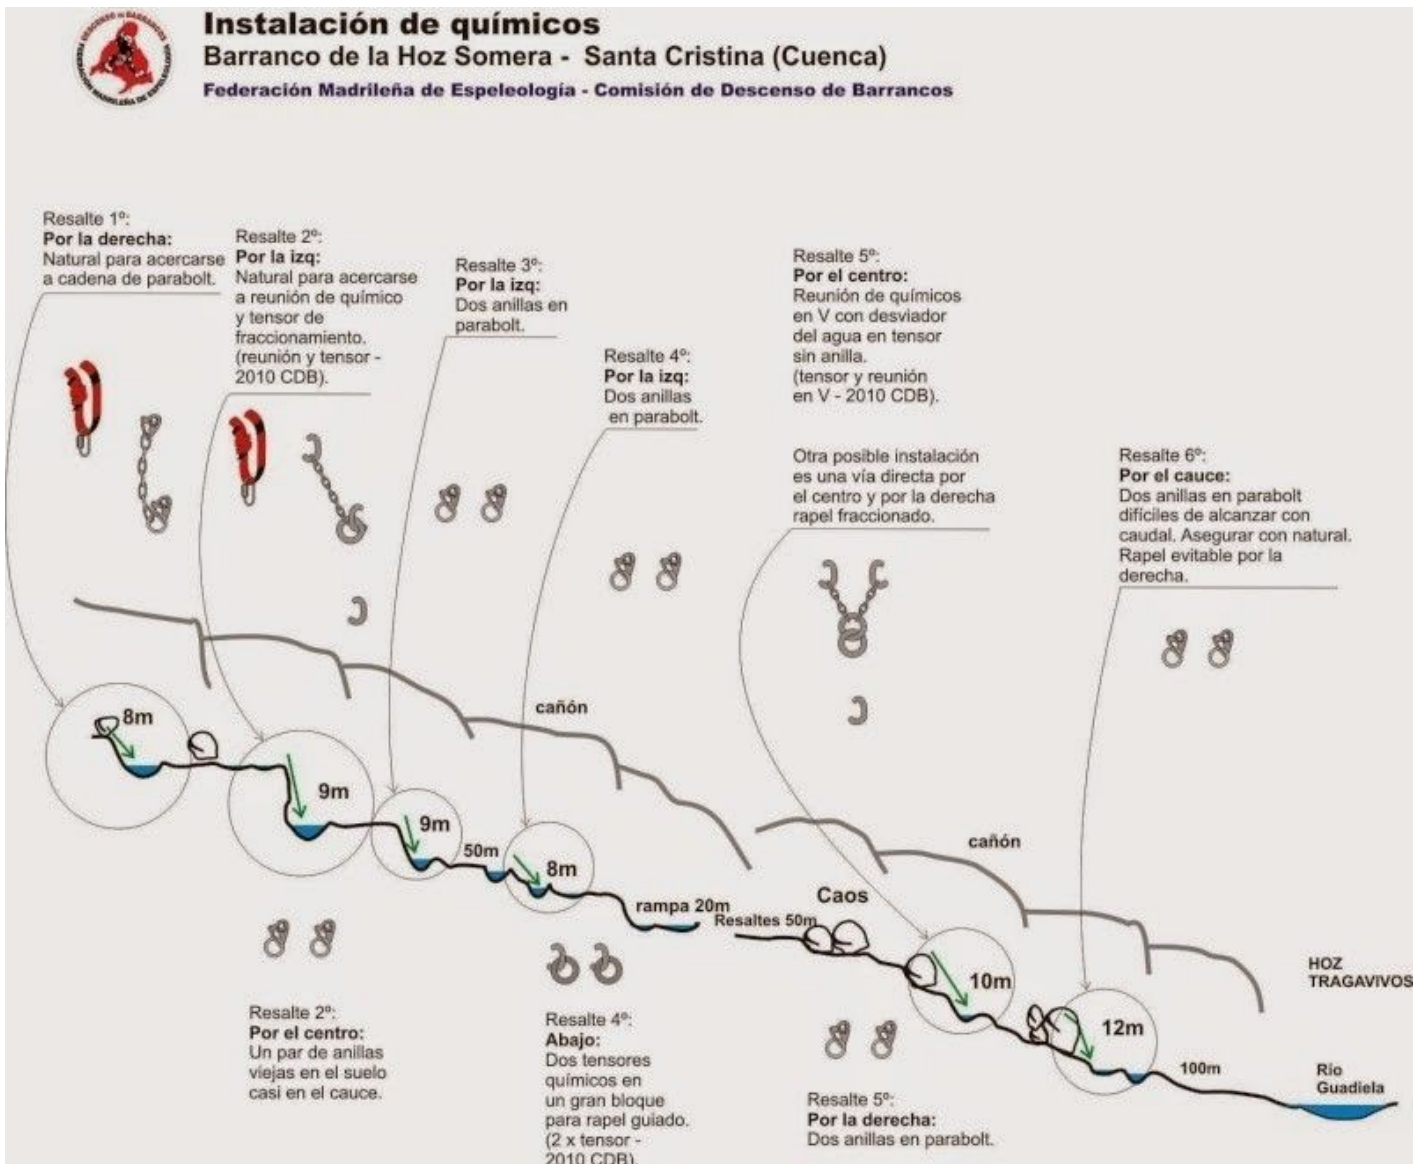 Instalación de químicos
Barranco de la Hoz Somera - Santa Cristina (Cuenca)
Federación Madrileña de Espeleología - Comisión de Descenso de Barrancos
DESCENSO DE BARRANCOS
FEDERACIÓN MADRILEÑA DE ESPELEOLOGÍA
Resalte 1º:
Por la derecha:
Natural para acercarse
a cadena de parabolt.
Resalte 2º:
Por la izq:
Natural para acercarse
a reunión de químico
y tensor de
fraccionamiento.
(reunión y tensor -
2010 CDB).
Resalte 3º:
Por la izq:
Dos anillas en
parabolt.
Resalte 4º:
Por la izq:
Dos anillas
en parabolt.
Resalte 5º:
Por el centro:
Reunión de químicos
en V con desviador
del agua en tensor
sin anilla.
(tensor y reunión
en V - 2010 CDB).
Otra posible instalación
es una vía directa por
el centro y por la derecha
rapel fraccionado.
Resalte 6º:
Por el cauce:
Dos anillas en parabolt
difíciles de alcanzar con
caudal. Asegurar con natural.
Rapel evitable por la
derecha.
8m
9m
9m
50m
8m
cañón
rampa 20m
Resaltes 50m
Caos
cañón
10m
12m
100m
HOZ
TRAGAVIVOS
Río
Guadiela
Resalte 2º:
Por el centro:
Un par de anillas
viejas en el suelo
casi en el cauce.
Resalte 4º:
Abajo:
Dos tensores
químicos en
un gran bloque
para rapel guiado.
(2 x tensor -
2010 CDB).
Resalte 5º:
Por la derecha:
Dos anillas en parabolt.